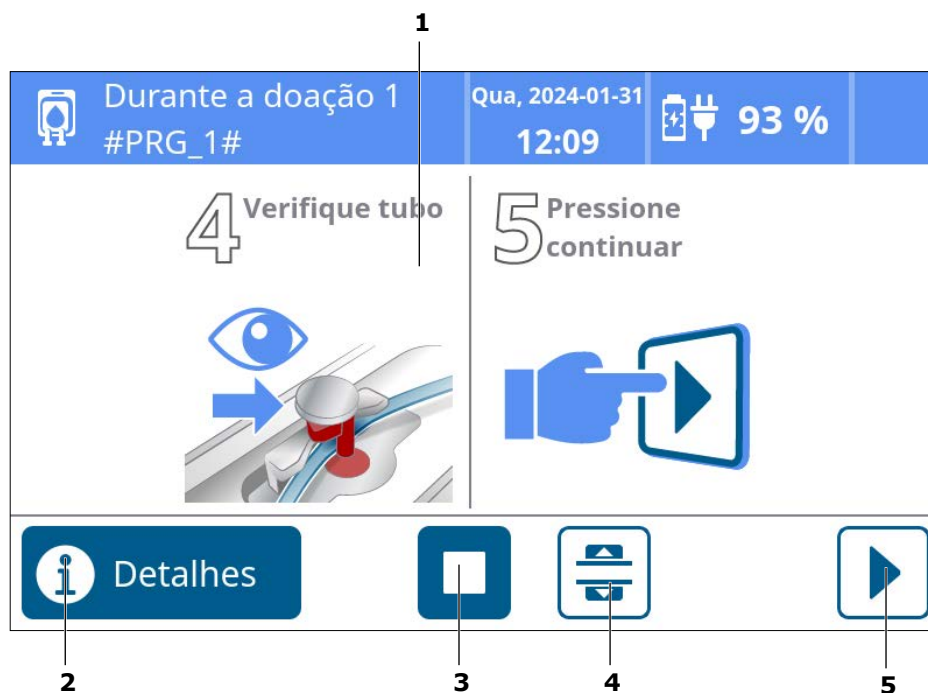 1
Durante a doação 1
#PRG_1#
Qua, 2024-01-31
12:09
93 %
4 Verifique tubo
5 Pressione
continuar
i Detalhes
2
3
4
5